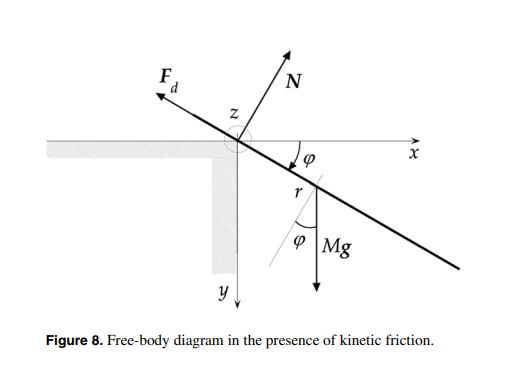 F_d
N
z
φ
x
r
φ
Mg
y
Figure 8. Free-body diagram in the presence of kinetic friction.